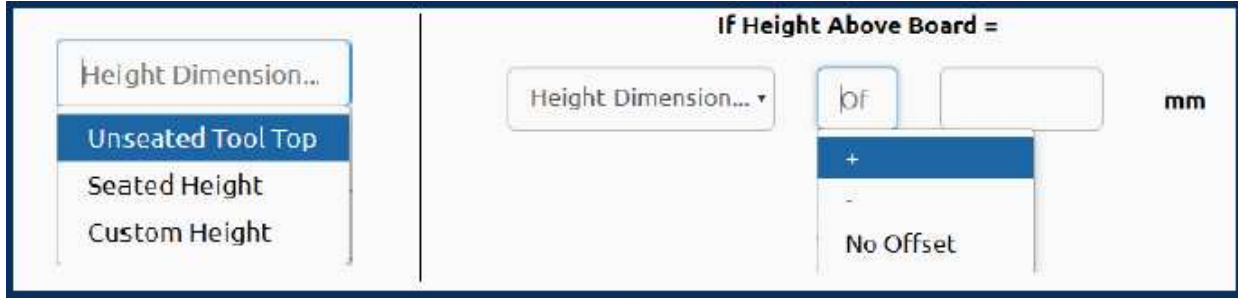 Height Dimension...
Unseated Tool Top
Seated Height
Custom Height
If Height Above Board =
Height Dimension... Of mm
+
-
No Offset